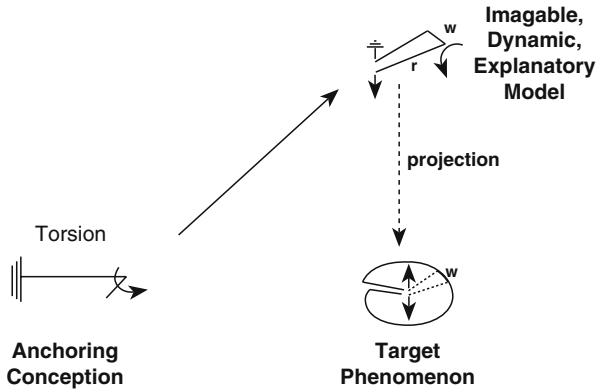 w
r
Imagable,
Dynamic,
Explanatory
Model
projection
Torsion
w
Anchoring
Conception
Target
Phenomenon